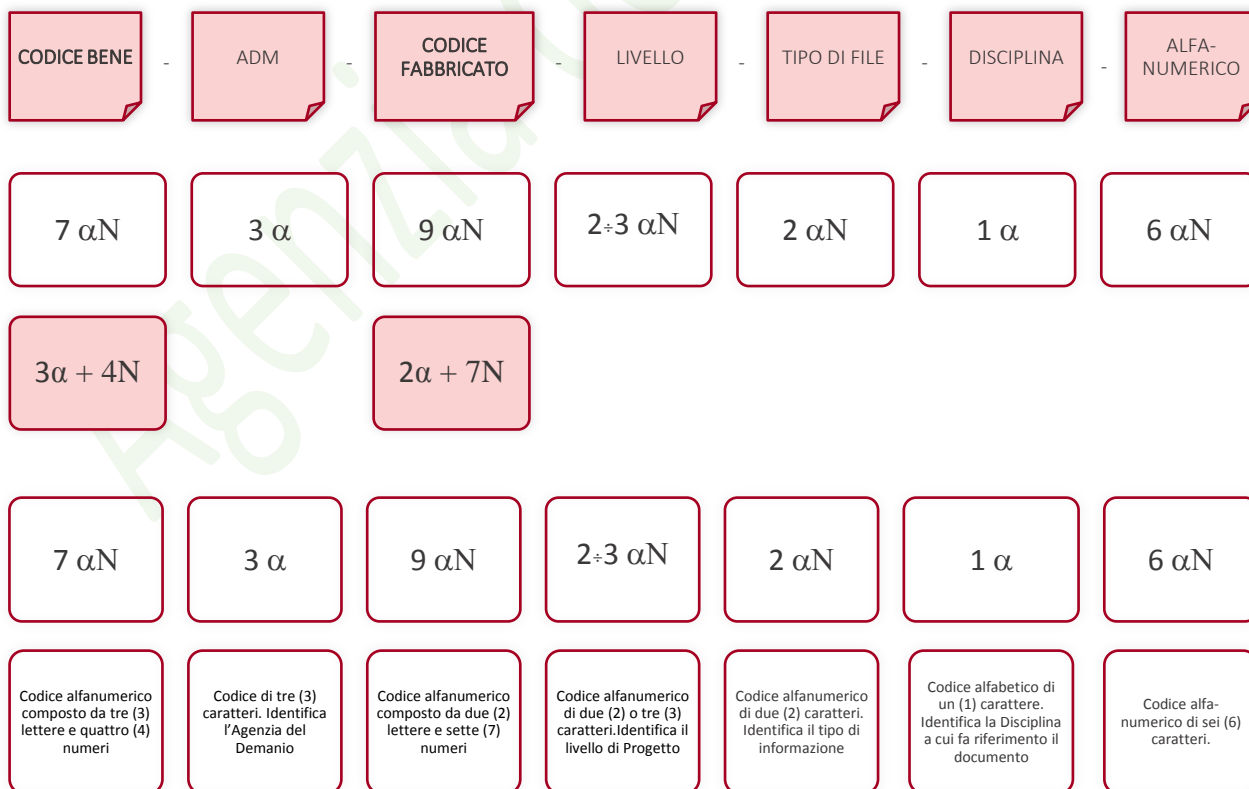 CODICE BENE - ADM - CODICE FABBRICATO - LIVELLO - TIPO DI FILE - DISCIPLINA - ALFA-NUMERICO
7 αN
3 α
9 αN
2÷3 αN
2 αN
1 α
6 αN
3α + 4N
2α + 7N
7 αN
3 α
9 αN
2÷3 αN
2 αN
1 α
6 αN
Codice alfanumerico
composto da tre (3)
lettere e quattro (4)
numeri
Codice di tre (3)
caratteri. Identifica
l’Agenzia del
Demanio
Codice alfanumerico
composto da due (2)
lettere e sette (7)
numeri
Codice alfanumerico
di due (2) o tre (3)
caratteri.Identifica il
livello di Progetto
Codice alfanumerico
di due (2) caratteri.
Identifica il tipo di
informazione
Codice alfabetico di
un (1) carattere.
Identifica la Disciplina
a cui fa riferimento il
documento
Codice alfa-
numerico di sei (6)
caratteri.
Agenzia